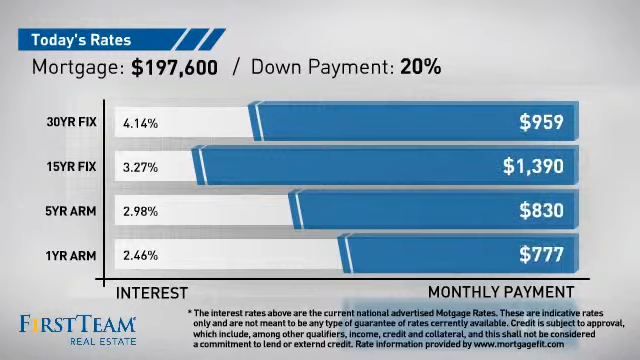 Today's Rates
Mortgage: $197,600 / Down Payment: 20%
30YR FIX 4.14% $959
15YR FIX 3.27% $1,390
5YR ARM 2.98% $830
1YR ARM 2.46% $777
INTEREST MONTHLY PAYMENT
FIRSTTEAM®
REAL ESTATE
* The interest rates above are the current national advertised Motgage Rates. These are indicative rates
only and are not meant to be any type of guarantee of rates cerrently available. Credit is subject to approval,
which include, among other qualifiers, income, credit and collateral, and this shall not be considered
a commitment to lend or externd credit. Rate information provided by www.mortgagefit.com